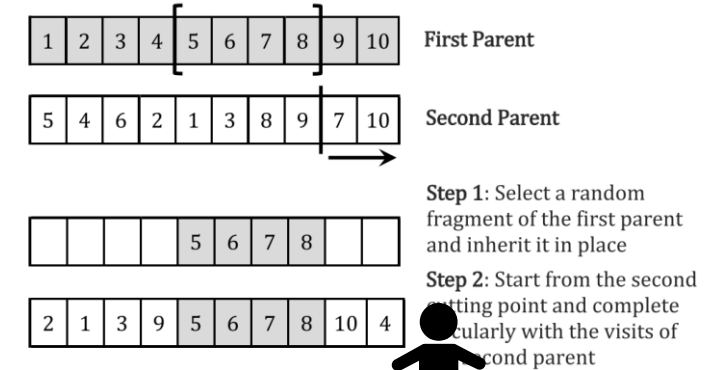 1 2 3 4 5 6 7 8 9 10 First Parent
5 4 6 2 1 3 8 9 7 10 Second Parent
Step 1: Select a random
fragment of the first parent
5 6 7 8
and inherit it in place
Step 2: Start from the second
point and complete
2 1 3 9 5 6 7 8 10 4
with the visits of
parent